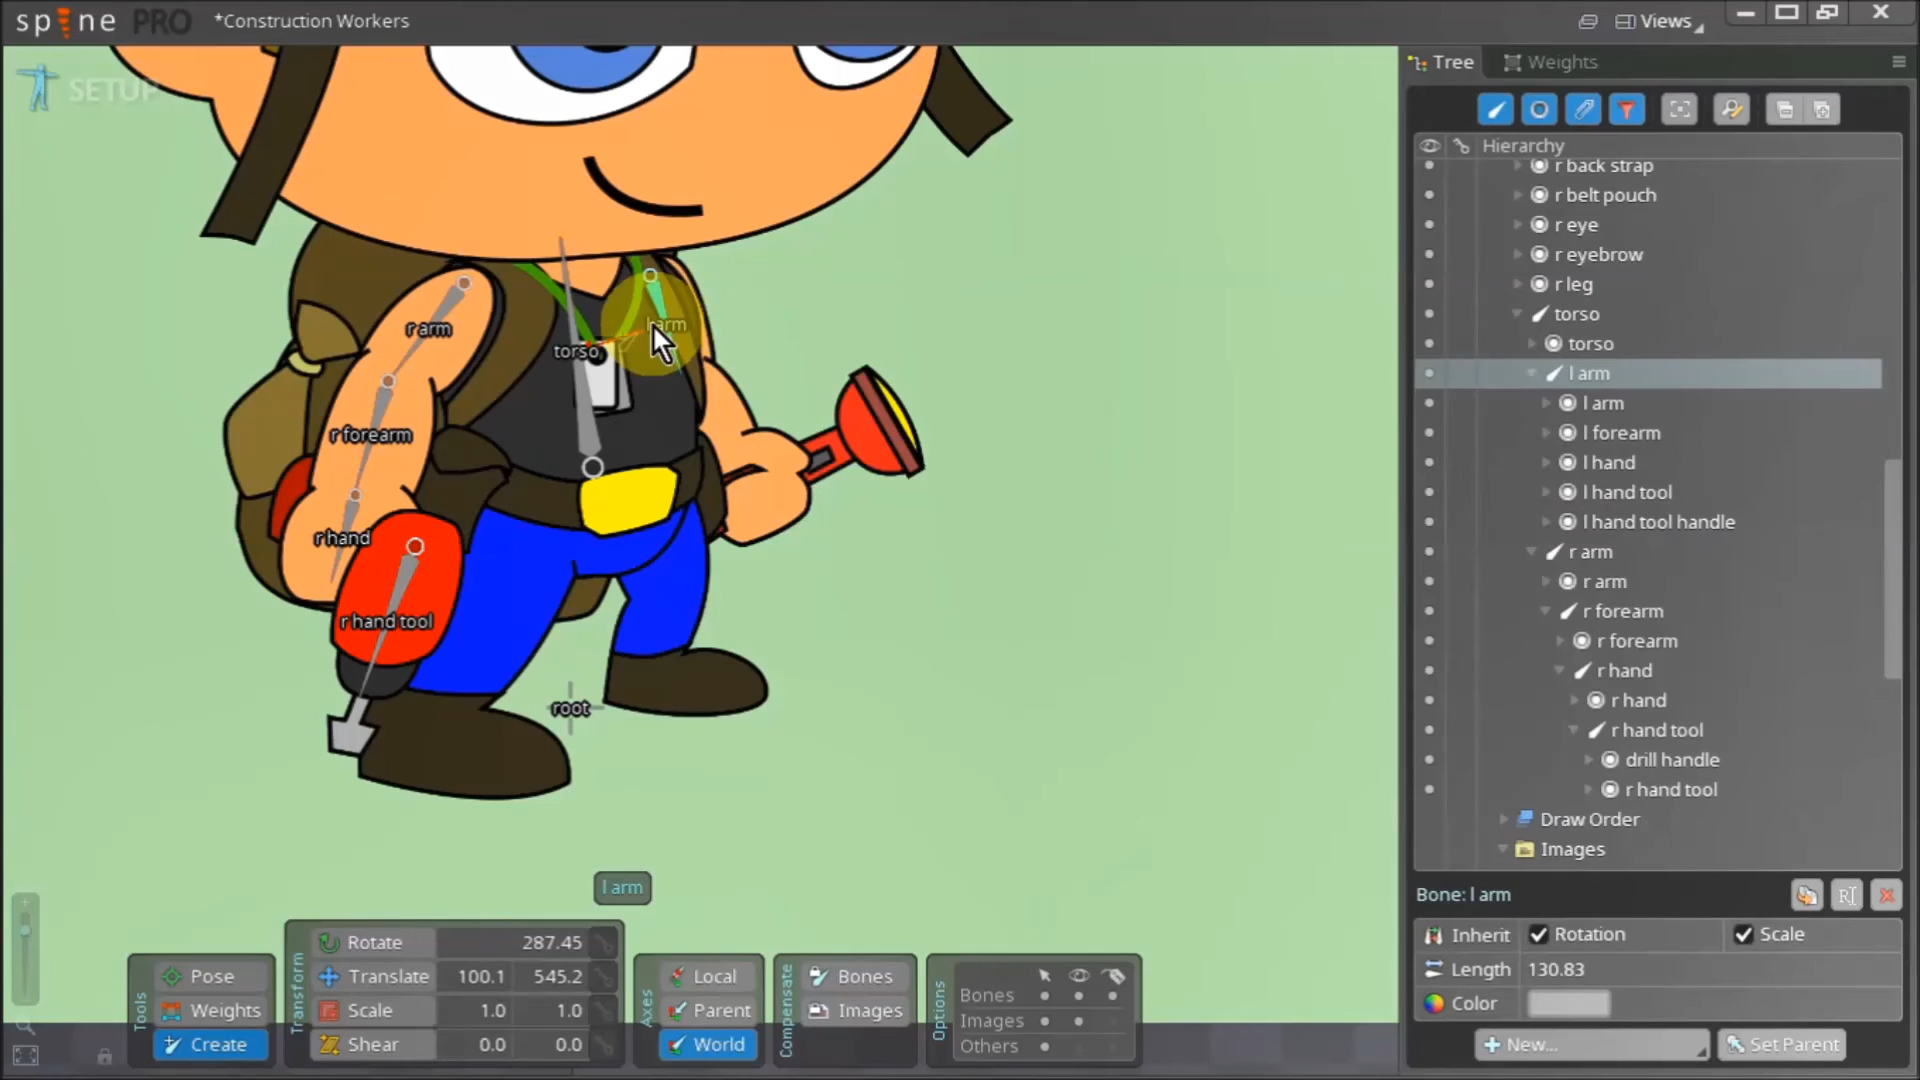 spine PRO
*Construction Workers
Views
SETUP
Tree
Weights
Hierarchy
r back strap
r belt pouch
r eye
r eyebrow
r leg
torso
torso
l arm
l arm
l forearm
l hand
l hand tool
l hand tool handle
r arm
r arm
r forearm
r forearm
r hand
r hand
r hand tool
drill handle
r hand tool
Draw Order
Images
r arm
l arm
torso
r forearm
r hand
r hand tool
root
l arm
Bone: l arm
Inherit Rotation Scale
Length 130.83
Color
New...
Set Parent
Tools
Pose
Weights
Create
Transform
Rotate 287.45
Translate 100.1 545.2
Scale 1.0 1.0
Shear 0.0 0.0
Axes
Local
Parent
World
Compensate
Bones
Images
Options
Bones
Images
Others